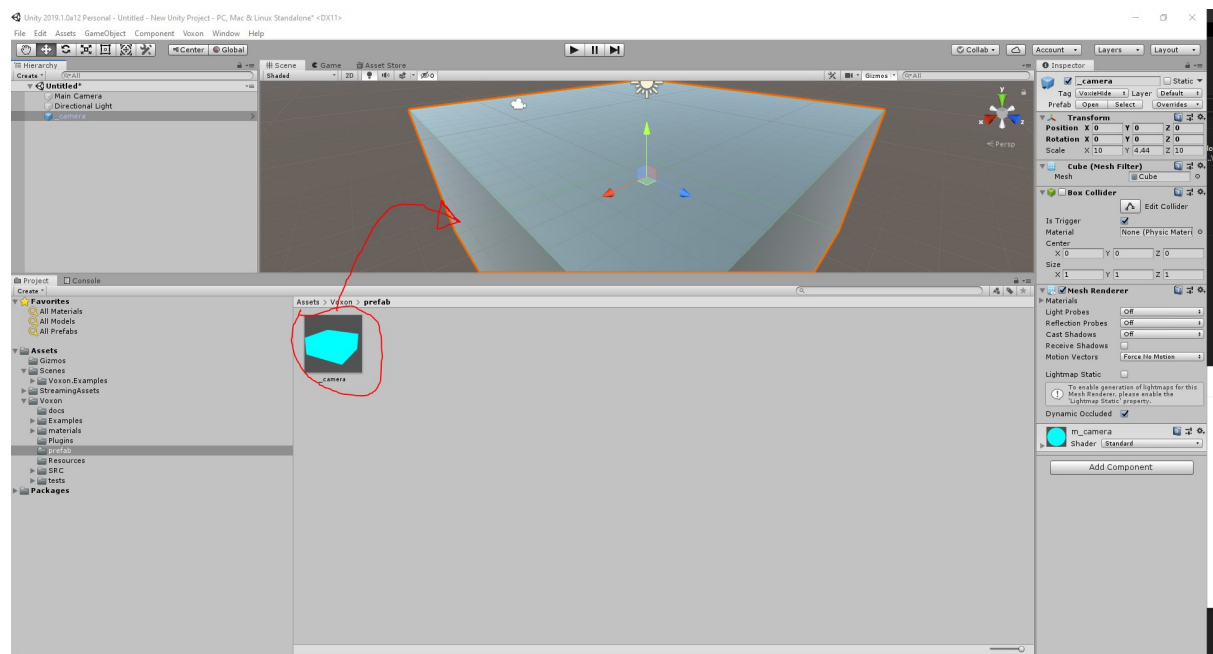 Unity 2019.1.0a12 Personal - Untitled - New Unity Project - PC, Mac & Linux Standalone* <DX11>
File Edit Assets GameObject Component Voxon Window Help
Center Global Collab Account Layers Layout
Hierarchy
Create All
Untitled*
Main Camera
Directional Light
_camera
Scene Game Asset Store
Shaded 2D 0 Gizmos All
y
x z
Persp
Inspector
_camera Static
Tag VoxieHide Layer Default
Prefab Open Select Overrides
Transform
Position X 0 Y 0 Z 0
Rotation X 0 Y 0 Z 0
Scale X 10 Y 4.44 Z 10
Cube (Mesh Filter)
Mesh Cube
Box Collider
Edit Collider
Is Trigger
Material None (Physic Materi
Center
X 0 Y 0 Z 0
Size
X 1 Y 1 Z 1
Mesh Renderer
Materials
Light Probes Off
Reflection Probes Off
Cast Shadows Off
Receive Shadows
Motion Vectors Force No Motion
Lightmap Static
To enable generation of lightmaps for this
Mesh Renderer, please enable the
'Lightmap Static' property.
Dynamic Occluded
m_camera
Shader Standard
Add Component
Project Console
Create
Favorites
All Materials
All Models
All Prefabs
Assets
Gizmos
Scenes
Voxon.Examples
StreamingAssets
Voxon
docs
Examples
materials
Plugins
prefab
Resources
SRC
tests
Packages
Assets > Voxon > prefab
_camera